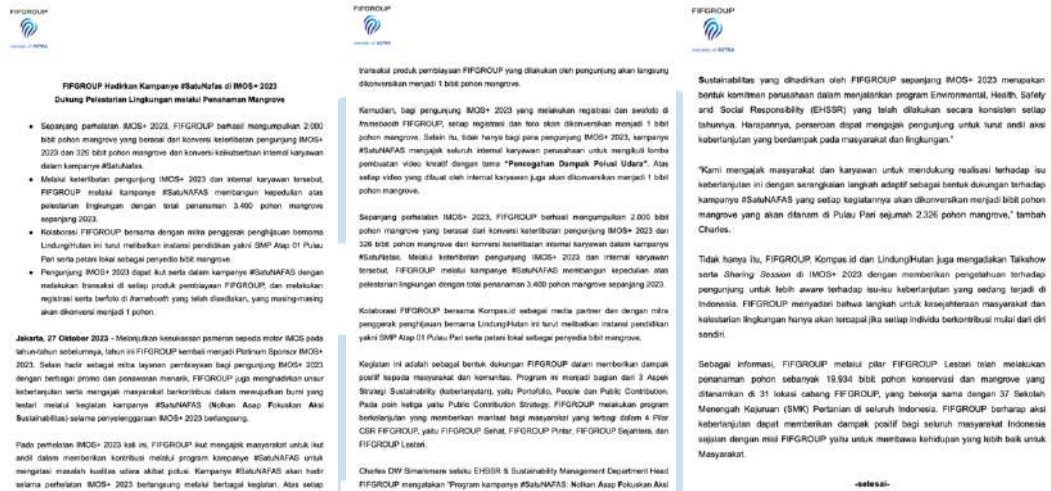 FIFGROUP
member of ASTRA
FIFGROUP Hadirkan Kampanye #SatuNafas di IMOS+ 2023
Dukung Pelestarian Lingkungan melalui Penanaman Mangrove
• Sepanjang perhelatan IMOS+ 2023, FIFGROUP berhasil mengumpulkan 2.000
bibit pohon mangrove yang berasal dari konversi keterlibatan pengunjung IMOS+
2023 dan 326 bibit pohon mangrove dari konversi keikutsertaan internal karyawan
dalam kampanye #SatuNafas.
• Melalui keterlibatan pengunjung IMOS+ 2023 dan internal karyawan tersebut,
FIFGROUP melalui kampanye #SatuNAFAS membangun kepedulian atas
pelestarian lingkungan dengan total penanaman 3.400 pohon mangrove
sepanjang 2023.
• Kolaborasi FIFGROUP bersama dengan mitra penggerak penghijauan bernama
LindungiHutan ini turut melibatkan instansi pendidikan yakni SMP Atap 01 Pulau
Pari serta petani lokal sebagai penyedia bibit mangrove.
• Pengunjung IMOS+ 2023 dapat ikut serta dalam kampanye #SatuNAFAS dengan
melakukan transaksi di setiap produk pembiayaan FIFGROUP, dan melakukan
registrasi serta berfoto di framebooth yang telah disediakan, yang masing-masing
akan dikonversi menjadi 1 pohon.
Jakarta, 27 Oktober 2023 - Melanjutkan kesuksesan pameran sepeda motor IMOS pada
tahun-tahun sebelumnya, tahun ini FIFGROUP kembali menjadi Platinum Sponsor IMOS+
2023. Selain hadir sebagai mitra layanan pembiayaan bagi pengunjung IMOS+ 2023
dengan berbagai promo dan penawaran menarik, FIFGROUP juga menghadirkan unsur
keberlanjutan serta mengajak masyarakat berkontribusi dalam mewujudkan bumi yang
lestari melalui kegiatan kampanye #SatuNAFAS (Nolkan Asap Fokuskan Aksi
Sustainabilitas) selama penyelenggaraan IMOS+ 2023 berlangsung.
Pada perhelatan IMOS+ 2023 kali ini, FIFGROUP ikut mengajak masyarakat untuk ikut
andil dalam memberikan kontribusi melalui program kampanye #SatuNAFAS untuk
mengatasi masalah kualitas udara akibat polusi. Kampanye #SatuNAFAS akan hadir
selama perhelatan IMOS+ 2023 berlangsung melalui berbagai kegiatan. Atas setiap
FIFGROUP
member of ASTRA
transaksi produk pembiayaan FIFGROUP yang dilakukan oleh pengunjung akan langsung
dikonversikan menjadi 1 bibit pohon mangrove.
Kemudian, bagi pengunjung IMOS+ 2023 yang melakukan registrasi dan swafoto di
framebooth FIFGROUP, setiap registrasi dan foto akan dikonversikan menjadi 1 bibit
pohon mangrove. Selain itu, tidak hanya bagi para pengunjung IMOS+ 2023, kampanye
#SatuNAFAS mengajak seluruh internal karyawan perusahaan untuk mengikuti lomba
pembuatan video kreatif dengan tema "Pencegahan Dampak Polusi Udara". Atas
setiap video yang dibuat oleh internal karyawan juga akan dikonversikan menjadi 1 bibit
pohon mangrove.
Sepanjang perhelatan IMOS+ 2023, FIFGROUP berhasil mengumpulkan 2.000 bibit
pohon mangrove yang berasal dari konversi keterlibatan pengunjung IMOS+ 2023 dan
326 bibit pohon mangrove dari konversi keterlibatan internal karyawan dalam kampanye
#SatuNafas. Melalui keterlibatan pengunjung IMOS+ 2023 dan internal karyawan
tersebut, FIFGROUP melalui kampanye #SatuNAFAS membangun kepedulian atas
pelestarian lingkungan dengan total penanaman 3.400 pohon mangrove sepanjang 2023.
Kolaborasi FIFGROUP bersama Kompas.id sebagai media partner dan dengan mitra
penggerak penghijauan bernama LindungiHutan ini turut melibatkan instansi pendidikan
yakni SMP Atap 01 Pulau Pari serta petani lokal sebagai penyedia bibit mangrove.
Kegiatan ini adalah sebagai bentuk dukungan FIFGROUP dalam memberikan dampak
positif kepada masyarakat dan komunitas. Program ini menjadi bagian dari 3 Aspek
Strategi Sustainability (keberlanjutan), yaitu Portofolio, People dan Public Contribution.
Pada poin ketiga yaitu Public Contribution Strategy, FIFGROUP melakukan program
berkelanjutan yang memberikan manfaat bagi masyarakat yang terbagi dalam 4 Pilar
CSR FIFGROUP, yaitu FIFGROUP Sehat, FIFGROUP Pintar, FIFGROUP Sejahtera, dan
FIFGROUP Lestari.
Charles DW Simaremare selaku EHSSR & Sustainability Management Department Head
FIFGROUP mengatakan "Program kampanye #SatuNAFAS: Nolkan Asap Fokuskan Aksi
FIFGROUP
member of ASTRA
Sustainabilitas yang dihadirkan oleh FIFGROUP sepanjang IMOS+ 2023 merupakan
bentuk komitmen perusahaan dalam menjalankan program Environmental, Health, Safety
and Social Responsibility (EHSSR) yang telah dilakukan secara konsisten setiap
tahunnya. Harapannya, perseroan dapat mengajak pengunjung untuk turut andil aksi
keberlanjutan yang berdampak pada masyarakat dan lingkungan."
"Kami mengajak masyarakat dan karyawan untuk mendukung realisasi terhadap isu
keberlanjutan ini dengan serangkaian langkah adaptif sebagai bentuk dukungan terhadap
kampanye #SatuNAFAS yang setiap kegiatannya akan dikonversikan menjadi bibit pohon
mangrove yang akan ditanam di Pulau Pari sejumlah 2.326 pohon mangrove," tambah
Charles.
Tidak hanya itu, FIFGROUP, Kompas.id dan LindungiHutan juga mengadakan Talkshow
serta Sharing Session di IMOS+ 2023 dengan memberikan pengetahuan terhadap
pengunjung untuk lebih aware terhadap isu-isu keberlanjutan yang sedang terjadi di
Indonesia. FIFGROUP menyadari bahwa langkah untuk kesejahteraan masyarakat dan
kelestarian lingkungan hanya akan tercapai jika setiap individu berkontribusi mulai dari diri
sendiri.
Sebagai informasi, FIFGROUP melalui pilar FIFGROUP Lestari telah melakukan
penanaman pohon sebanyak 19.934 bibit pohon konservasi dan mangrove yang
ditanamkan di 31 lokasi cabang FIFGROUP, yang bekerja sama dengan 37 Sekolah
Menengah Kejuruan (SMK) Pertanian di seluruh Indonesia. FIFGROUP berharap aksi
keberlanjutan dapat memberikan dampak positif bagi seluruh masyarakat Indonesia
sejalan dengan misi FIFGROUP yaitu untuk membawa kehidupan yang lebih baik untuk
Masyarakat.
-selesai-